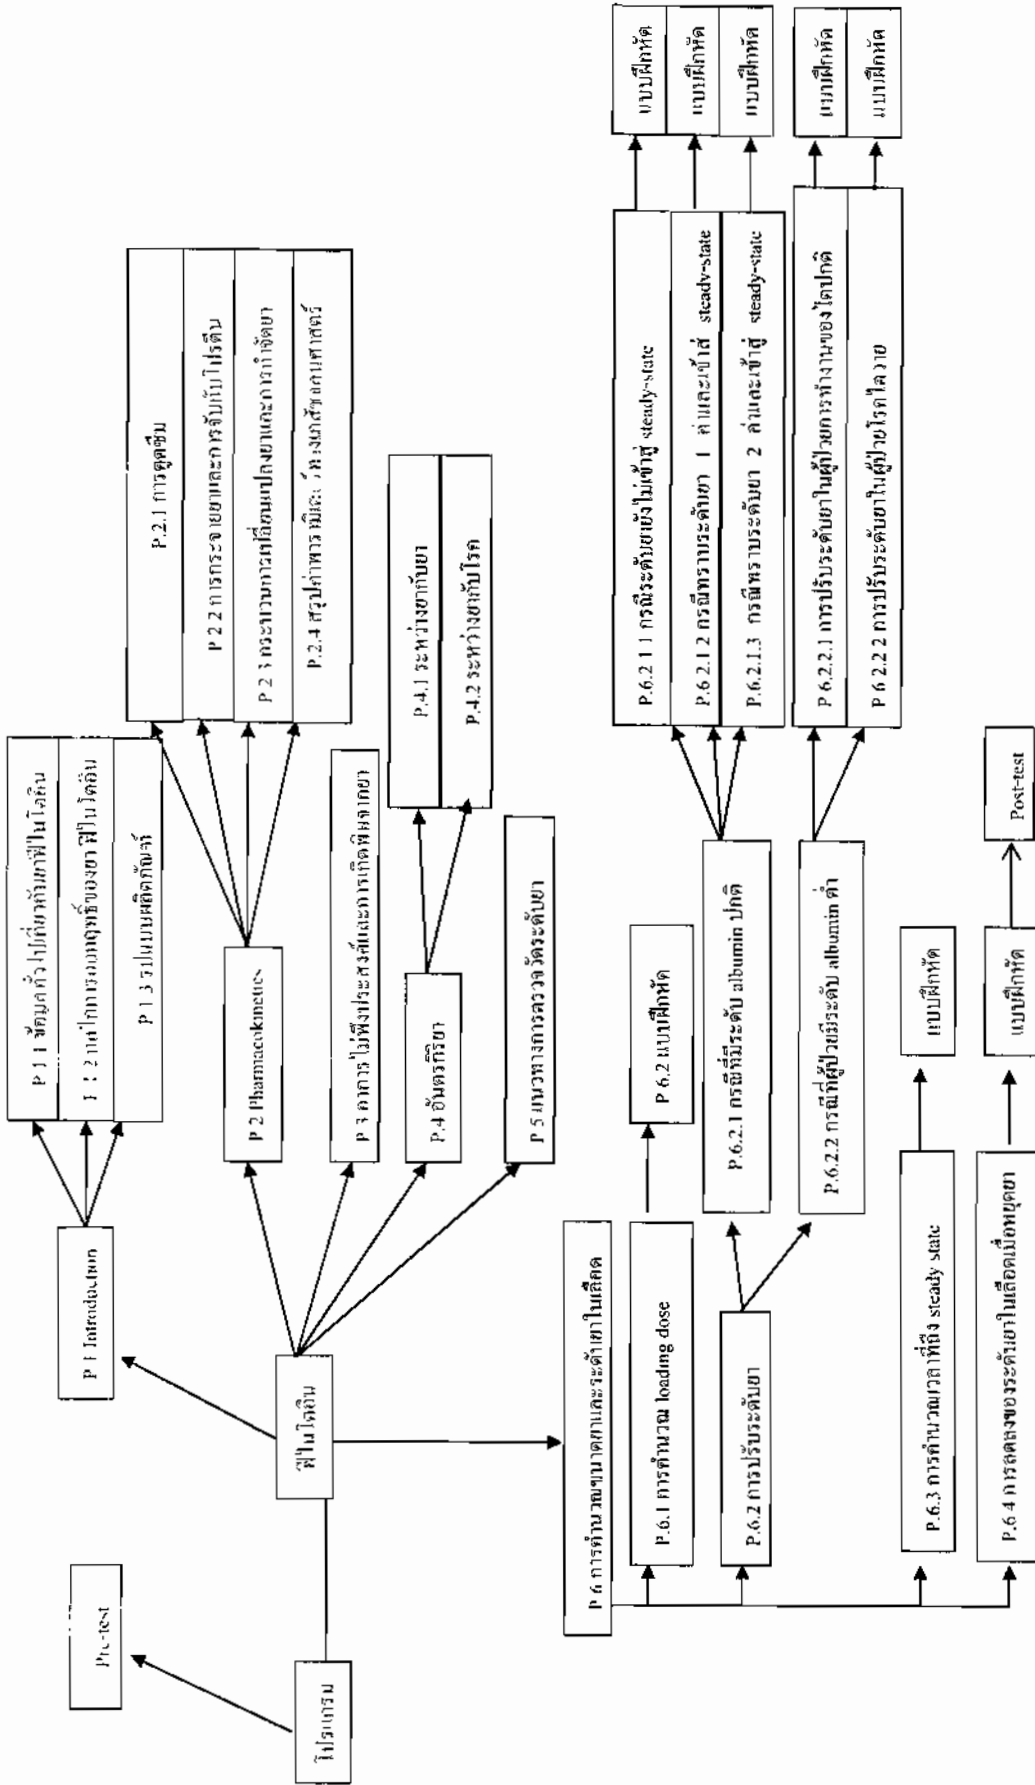 Pre-test
โปรแกรม
ฟีนิโตอิน
P 1 Introduction
P 1 1 ข้อมูลทั่วไปเกี่ยวกับยาฟีนิโตอิน
กลไกการออกฤทธิ์ของยา ฟีนิโตอิน
P 1 3 รูปแบบผลิตภัณฑ์
P 2 Pharmacokinetics
P.2.1 การดูดซึม
P 2 2 การกระจายยาและการจับกับโปรตีน
P 2 3 กระบวนการเปลี่ยนแปลงยาและการกำจัดยา
P.2.4 สรุปค่าพารามิเตอร์ทางเภสัชจลนศาสตร์
P 3 อาการไม่พึงประสงค์และการเกิดพิษจากยา
P.4 อันตรกิริยา
P.4.1 ระหว่างยากับยา
P.4.2 ระหว่างยากับโรค
P 5 แนวทางการตรวจวัดระดับยา
P 6 การคำนวณขนาดยาและระดับยาในเลือด
P.6.1 การคำนวณ loading dose
P 6.2 แบบฝึกหัด
P.6.2 การปรับระดับยา
P.6.2.1 กรณีที่มีระดับ albumin ปกติ
P.6.2 1 1 กรณีระดับยายังไม่เข้าสู่ steady-state
แบบฝึกหัด
P.6 2.1 2 กรณีทราบระดับยา 1 ค่าและเข้าสู่ steady-state
แบบฝึกหัด
P.6.2.1.3 กรณีทราบระดับยา 2 ค่าและเข้าสู่ steady-state
แบบฝึกหัด
P.6.2.2 กรณีที่ผู้ป่วยมีระดับ albumin ต่ำ
P 6.2.2.1 การปรับระดับยาในผู้ป่วยการทำงานของไตปกติ
แบบฝึกหัด
P 6 2.2 2 การปรับระดับยาในผู้ป่วยโรคไตวาย
แบบฝึกหัด
P.6.3 การคำนวณเวลาที่ถึง steady state
แบบฝึกหัด
P.6 4 การลดลงของระดับยาในเลือดเมื่อหยุดยา
แบบฝึกหัด
Post-test